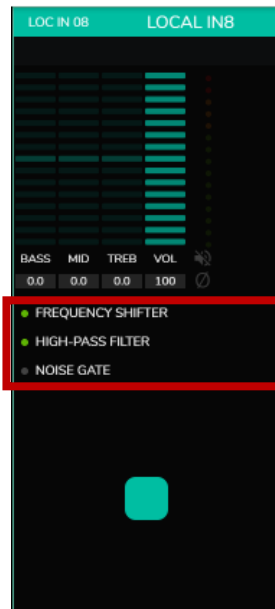 LOC IN 08 LOCAL IN8
BASS MID TREB VOL
0.0 0.0 0.0 100
FREQUENCY SHIFTER
HIGH-PASS FILTER
NOISE GATE